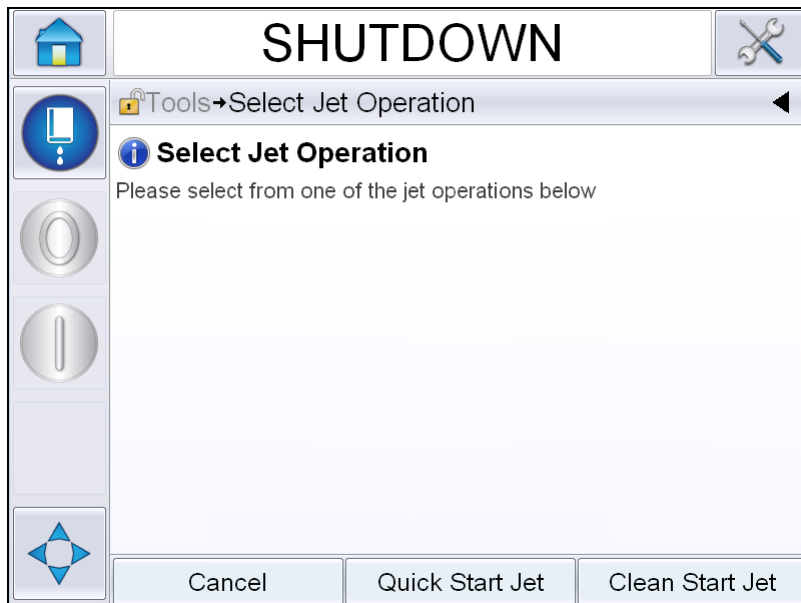 SHUTDOWN
Tools→Select Jet Operation
Select Jet Operation
Please select from one of the jet operations below
Cancel
Quick Start Jet
Clean Start Jet